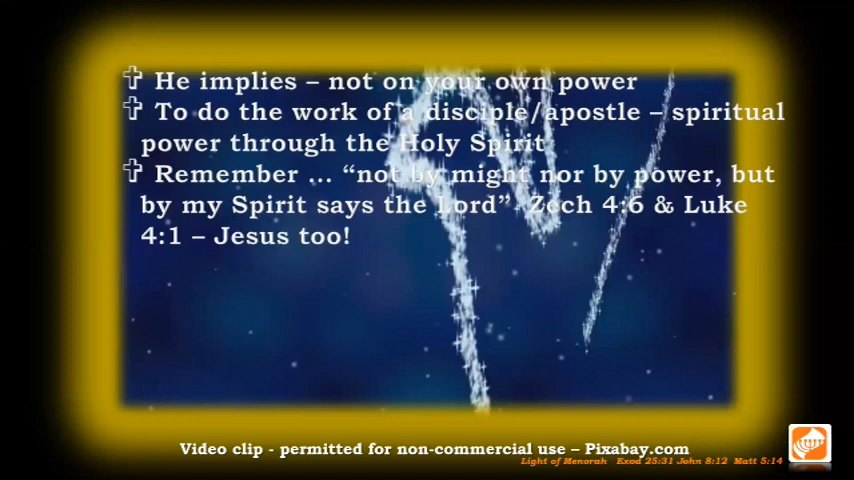 ✝ He implies – not on your own power
✝ To do the work of a disciple/apostle – spiritual
power through the Holy Spirit
✝ Remember … “not by might nor by power, but
by my Spirit says the Lord”. Zech 4:6 & Luke
4:1 – Jesus too!
Video clip - permitted for non-commercial use – Pixabay.com
Light of Menorah Exod 25:31 John 8:12 Matt 5:14